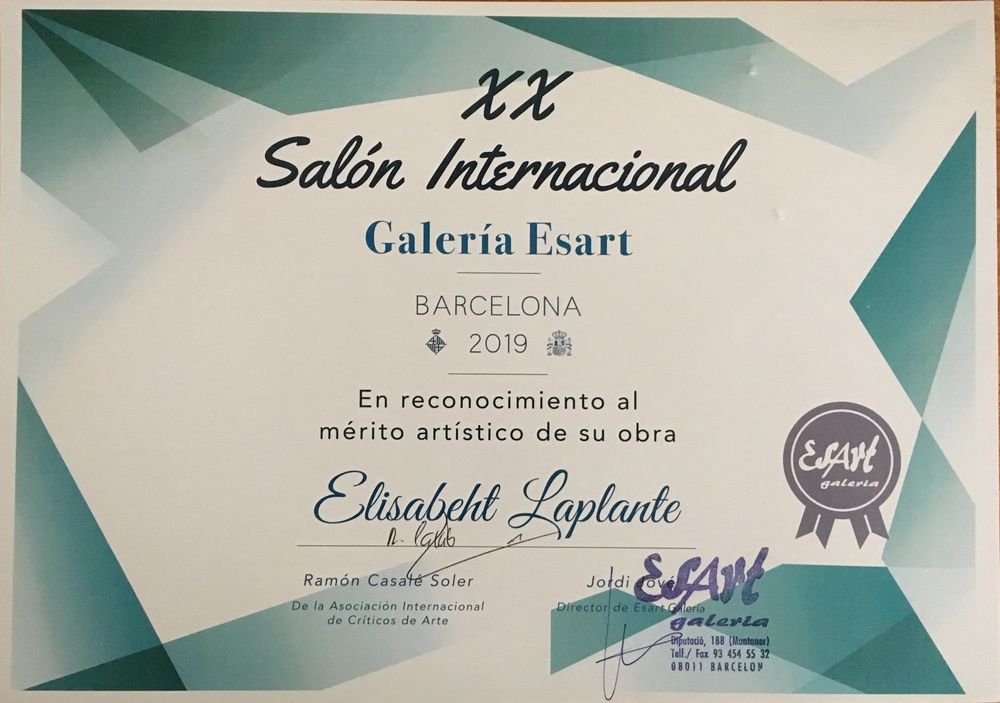 XX
Salón Internacional
Galería Esart
BARCELONA
2019
En reconocimiento al
mérito artístico de su obra
EsArt
galeria
Elisabeht Laplante
Ramón Casalé Soler
De la Asociación Internacional
de Críticos de Arte
Jordi Jové
Director de Esart Galeria
EsArt
galeria
Diputació, 188 (Muntaner)
Telf./ Fax 93 454 55 32
08011 BARCELON